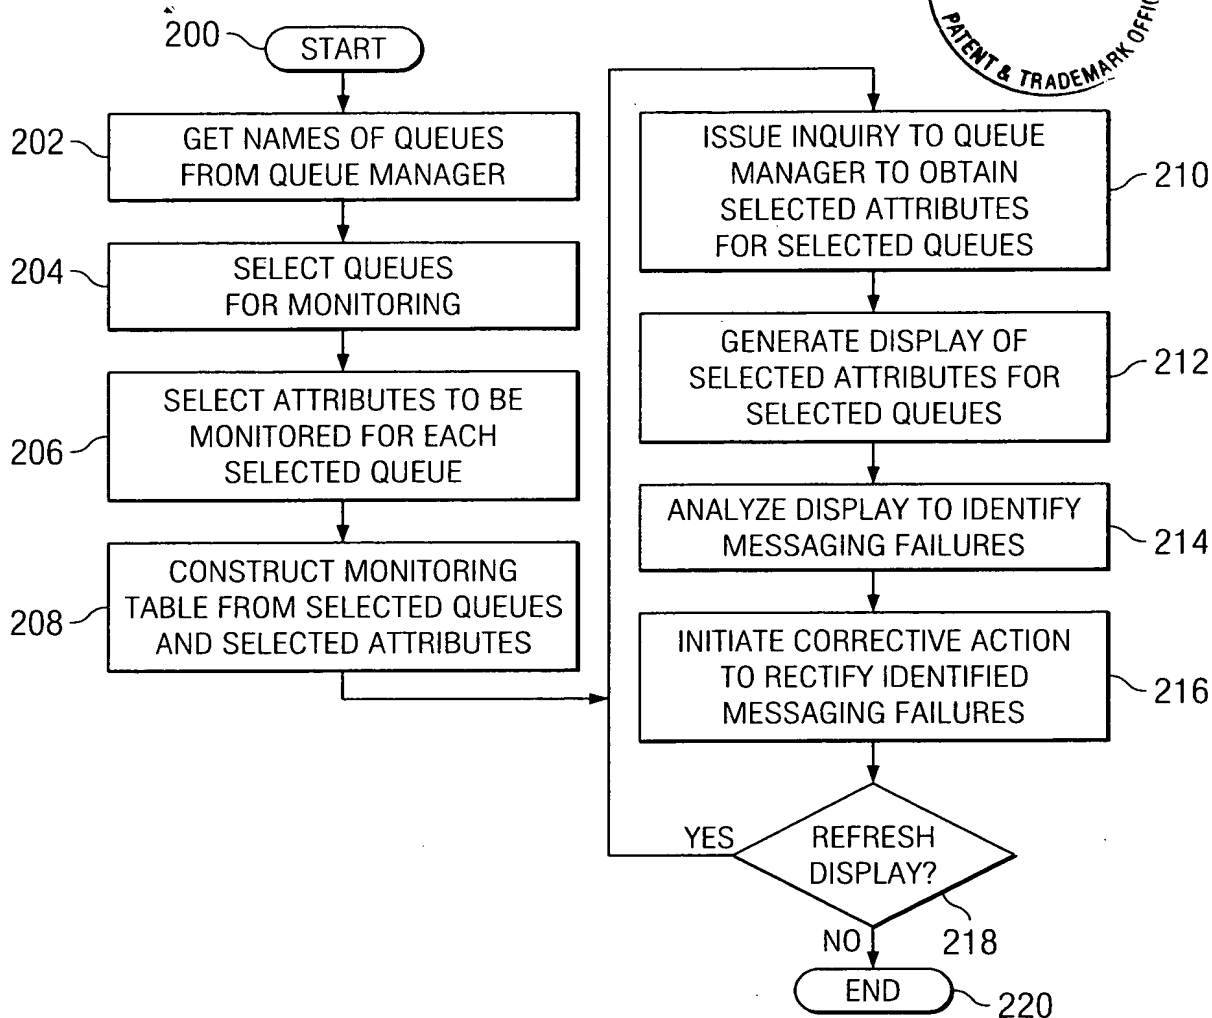 200
START
202
GET NAMES OF QUEUES
FROM QUEUE MANAGER
204
SELECT QUEUES
FOR MONITORING
206
SELECT ATTRIBUTES TO BE
MONITORED FOR EACH
SELECTED QUEUE
208
CONSTRUCT MONITORING
TABLE FROM SELECTED QUEUES
AND SELECTED ATTRIBUTES
PATENT & TRADEMARK
ISSUE INQUIRY TO QUEUE
MANAGER TO OBTAIN
SELECTED ATTRIBUTES
FOR SELECTED QUEUES
210
GENERATE DISPLAY OF
SELECTED ATTRIBUTES FOR
SELECTED QUEUES
212
ANALYZE DISPLAY TO IDENTIFY
MESSAGING FAILURES
214
INITIATE CORRECTIVE ACTION
TO RECTIFY IDENTIFIED
MESSAGING FAILURES
216
YES
REFRESH
DISPLAY?
218
NO
END
220